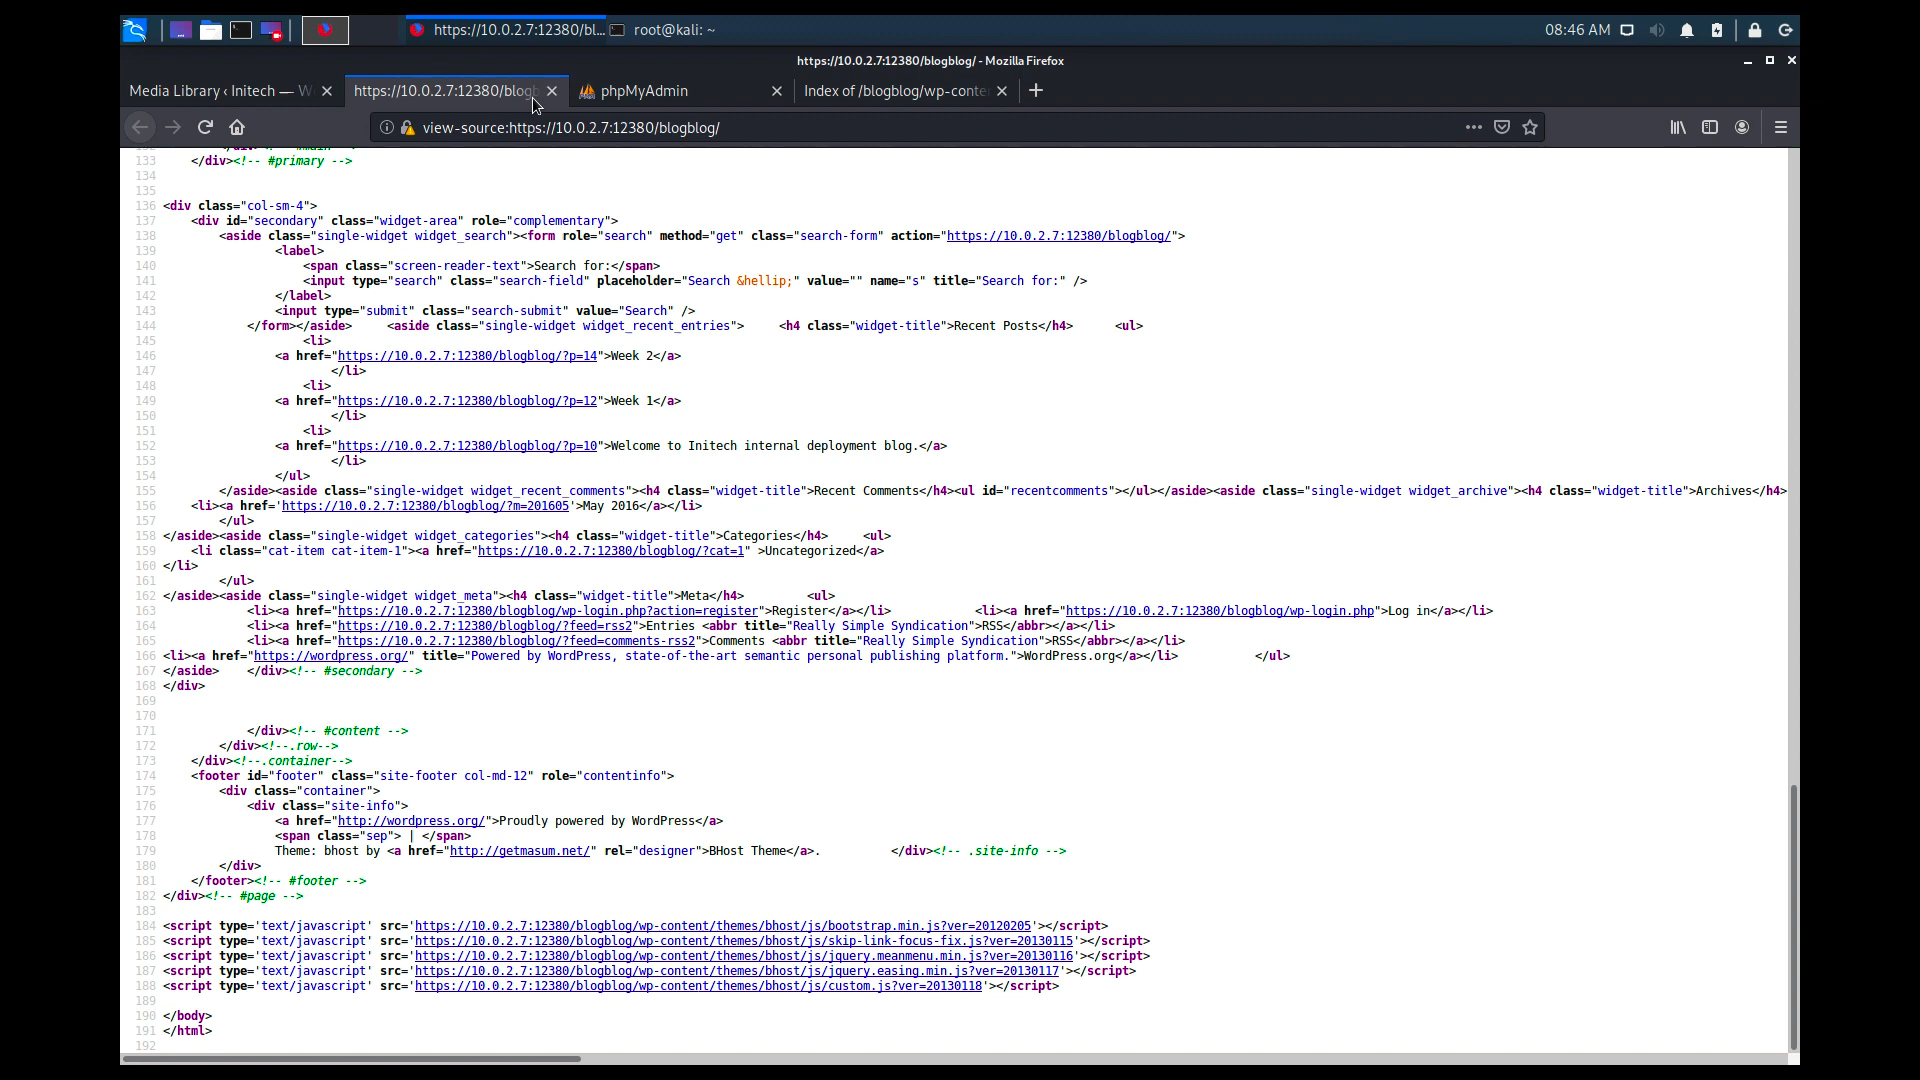 https://10.0.2.7:12380/bl...
root@kali: ~
08:46 AM
https://10.0.2.7:12380/blogblog/ - Mozilla Firefox
Media Library ‹ Initech — W
https://10.0.2.7:12380/blogb
phpMyAdmin
Index of /blogblog/wp-conte
view-source:https://10.0.2.7:12380/blogblog/
133 </div><!-- #primary -->
134
135
136 <div class="col-sm-4">
137 <div id="secondary" class="widget-area" role="complementary">
138 <aside class="single-widget widget_search"><form role="search" method="get" class="search-form" action="https://10.0.2.7:12380/blogblog/">
139 <label>
140 <span class="screen-reader-text">Search for:</span>
141 <input type="search" class="search-field" placeholder="Search &hellip;" value="" name="s" title="Search for:" />
142 </label>
143 <input type="submit" class="search-submit" value="Search" />
144 </form></aside> <aside class="single-widget widget_recent_entries"> <h4 class="widget-title">Recent Posts</h4> <ul>
145 <li>
146 <a href="https://10.0.2.7:12380/blogblog/?p=14">Week 2</a>
147 </li>
148 <li>
149 <a href="https://10.0.2.7:12380/blogblog/?p=12">Week 1</a>
150 </li>
151 <li>
152 <a href="https://10.0.2.7:12380/blogblog/?p=10">Welcome to Initech internal deployment blog.</a>
153 </li>
154 </ul>
155 </aside><aside class="single-widget widget_recent_comments"><h4 class="widget-title">Recent Comments</h4><ul id="recentcomments"></ul></aside><aside class="single-widget widget_archive"><h4 class="widget-title">Archives</h4>
156 <li><a href='https://10.0.2.7:12380/blogblog/?m=201605'>May 2016</a></li>
157 </ul>
158 </aside><aside class="single-widget widget_categories"><h4 class="widget-title">Categories</h4> <ul>
159 <li class="cat-item cat-item-1"><a href="https://10.0.2.7:12380/blogblog/?cat=1" >Uncategorized</a>
160 </li>
161 </ul>
162 </aside><aside class="single-widget widget_meta"><h4 class="widget-title">Meta</h4> <ul>
163 <li><a href="https://10.0.2.7:12380/blogblog/wp-login.php?action=register">Register</a></li> <li><a href="https://10.0.2.7:12380/blogblog/wp-login.php">Log in</a></li>
164 <li><a href="https://10.0.2.7:12380/blogblog/?feed=rss2">Entries <abbr title="Really Simple Syndication">RSS</abbr></a></li>
165 <li><a href="https://10.0.2.7:12380/blogblog/?feed=comments-rss2">Comments <abbr title="Really Simple Syndication">RSS</abbr></a></li>
166 <li><a href="https://wordpress.org/" title="Powered by WordPress, state-of-the-art semantic personal publishing platform.">WordPress.org</a></li> </ul>
167 </aside> </div><!-- #secondary -->
168 </div>
169
170
171 </div><!-- #content -->
172 </div><!--.row-->
173 </div><!--.container-->
174 <footer id="footer" class="site-footer col-md-12" role="contentinfo">
175 <div class="container">
176 <div class="site-info">
177 <a href="http://wordpress.org/">Proudly powered by WordPress</a>
178 <span class="sep"> | </span>
179 Theme: bhost by <a href="http://getmasum.net/" rel="designer">BHost Theme</a>. </div><!-- .site-info -->
180 </div>
181 </footer><!-- #footer -->
182 </div><!-- #page -->
183
184 <script type='text/javascript' src='https://10.0.2.7:12380/blogblog/wp-content/themes/bhost/js/bootstrap.min.js?ver=20120205'></script>
185 <script type='text/javascript' src='https://10.0.2.7:12380/blogblog/wp-content/themes/bhost/js/skip-link-focus-fix.js?ver=20130115'></script>
186 <script type='text/javascript' src='https://10.0.2.7:12380/blogblog/wp-content/themes/bhost/js/jquery.meanmenu.min.js?ver=20130116'></script>
187 <script type='text/javascript' src='https://10.0.2.7:12380/blogblog/wp-content/themes/bhost/js/jquery.easing.min.js?ver=20130117'></script>
188 <script type='text/javascript' src='https://10.0.2.7:12380/blogblog/wp-content/themes/bhost/js/custom.js?ver=20130118'></script>
189
190 </body>
191 </html>
192